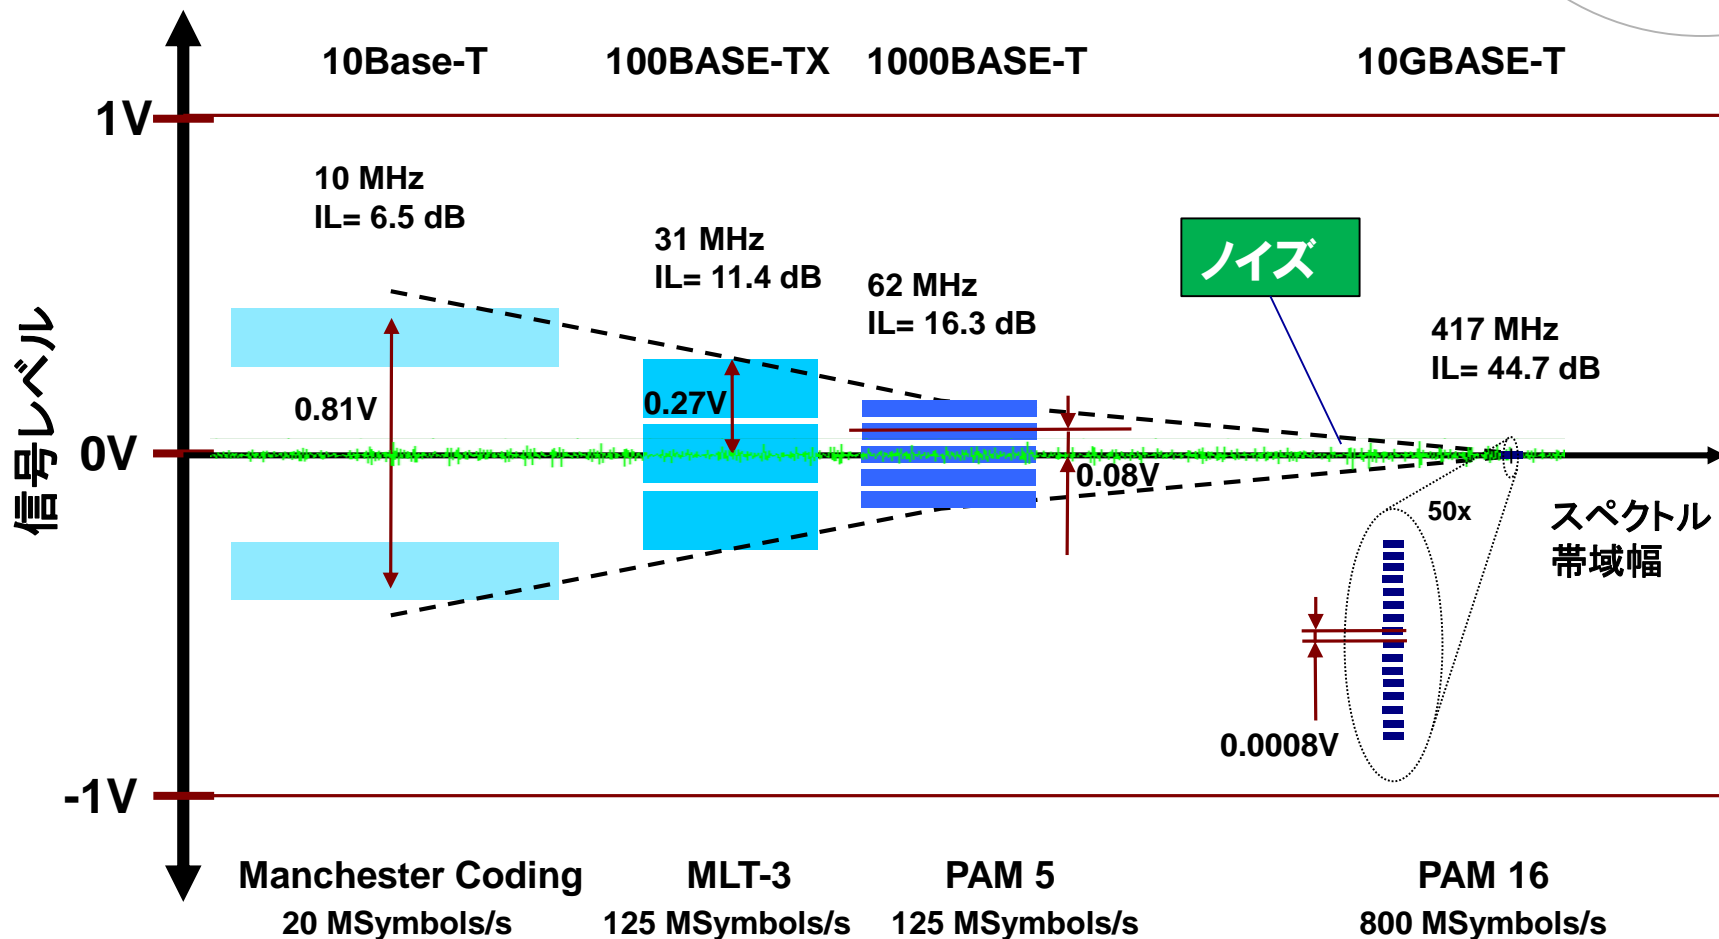 10Base-T
100BASE-TX
1000BASE-T
10GBASE-T
1V
10 MHz
IL= 6.5 dB
31 MHz
IL= 11.4 dB
62 MHz
IL= 16.3 dB
ノイズ
417 MHz
IL= 44.7 dB
信号レベル
0.81V
0.27V
0V
0.08V
50x
スペクトル
帯域幅
0.0008V
-1V
Manchester Coding
20 MSymbols/s
MLT-3
125 MSymbols/s
PAM 5
125 MSymbols/s
PAM 16
800 MSymbols/s